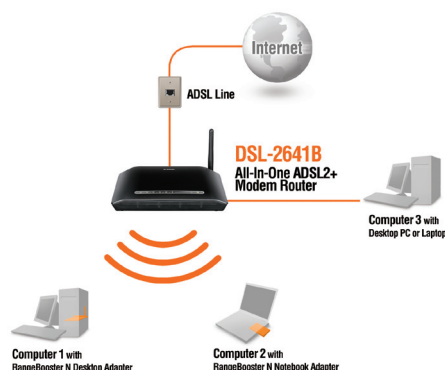 Internet
ADSL Line
DSL-2641B
All-In-One ADSL2+
Modem Router
Computer 3 with
Desktop PC or Laptop
Computer 1 with
RangeBooster N Desktop Adapter
Computer 2 with
RangeBooster N Notebook Adapter